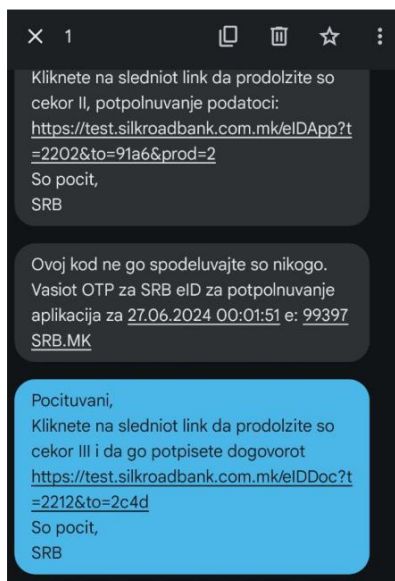 1
Kliknete na sledniot link da prodolzite so
cekor II, potpolnuvanje podatoci:
https://test.silkroadbank.com.mk/eIDApp?t
=2202&to=91a6&prod=2
So pocit,
SRB
Ovoj kod ne go spodeluvajte so nikogo.
Vasiot OTP za SRB eID za potpolnuvanje
aplikacija za 27.06.2024 00:01:51 e: 99397
SRB.MK
Pocituvani,
Kliknete na sledniot link da prodolzite so
cekor III i da go potpisete dogovorot
https://test.silkroadbank.com.mk/eIDDoc?t
=2212&to=2c4d
So pocit,
SRB